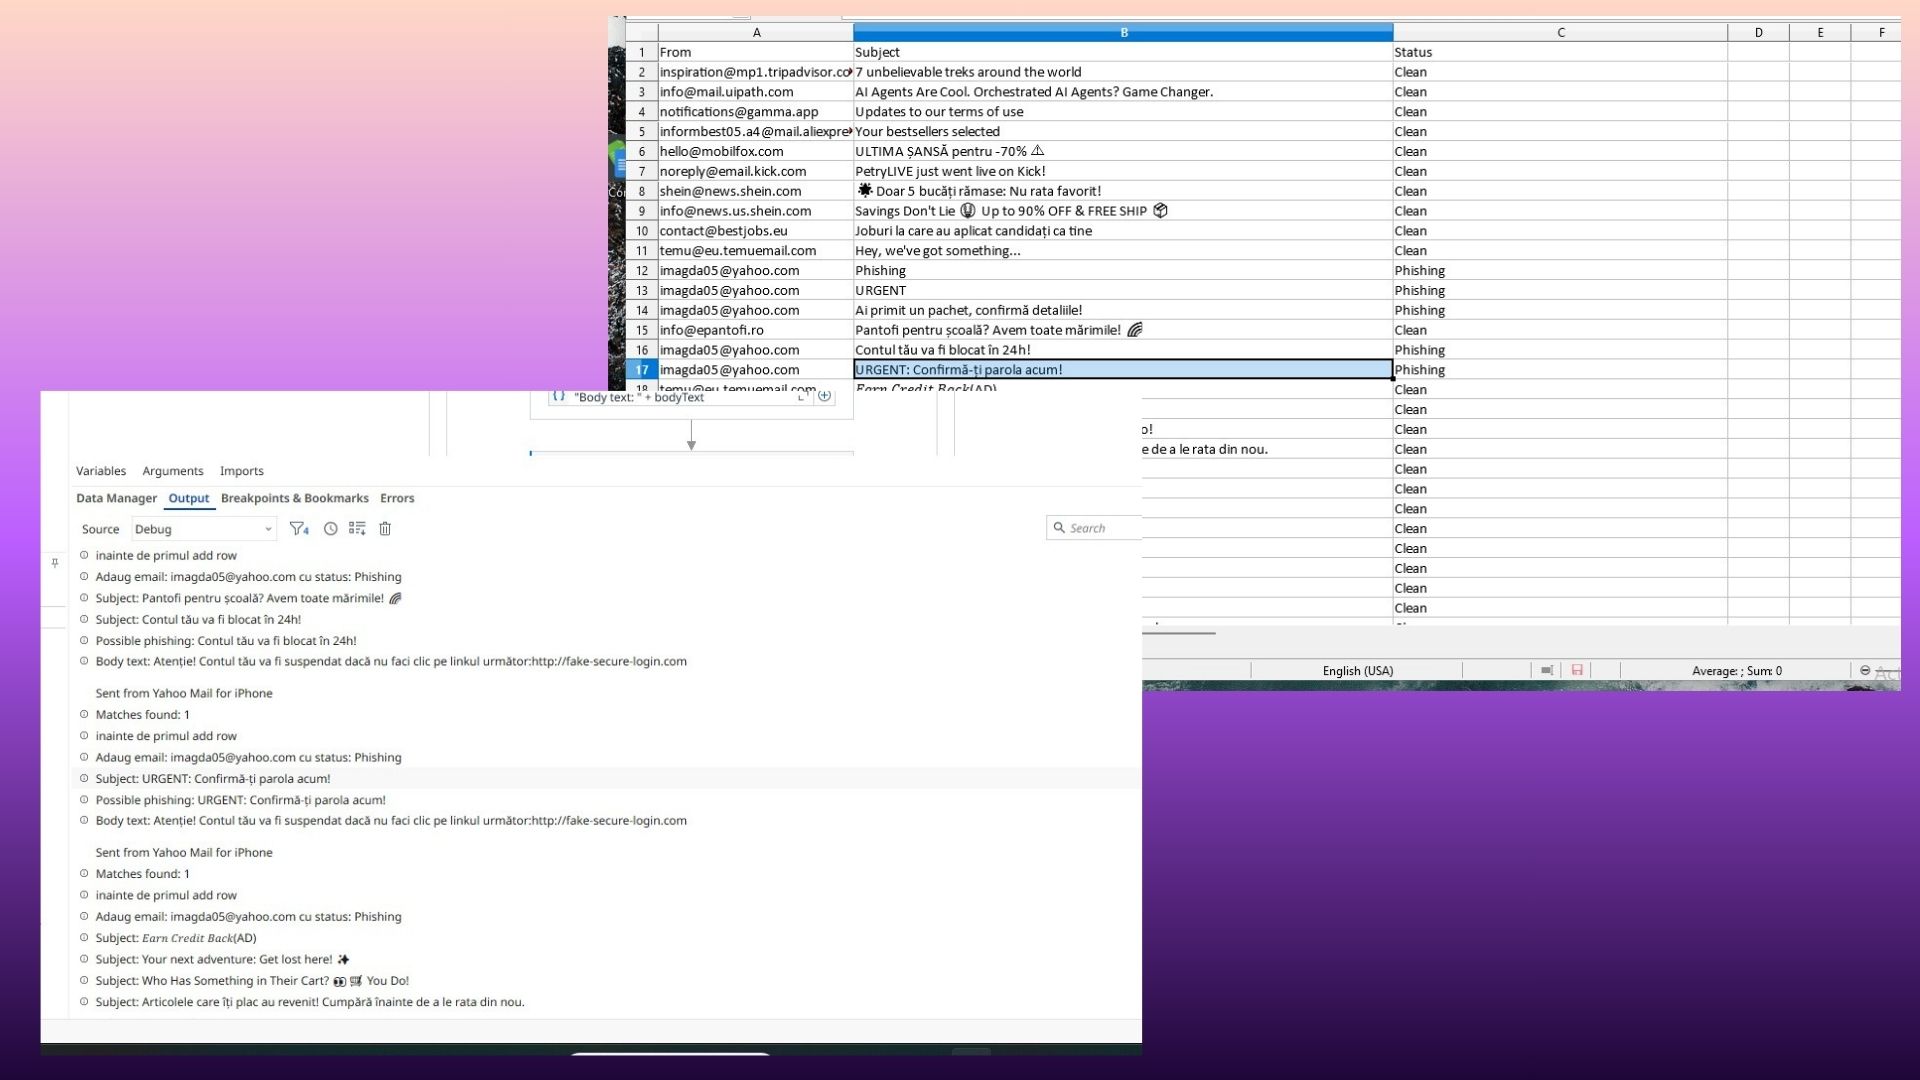 A B C D E F
1 From Subject Status
2 inspiration@mp1.tripadvisor.co 7 unbelievable treks around the world Clean
3 info@mail.uipath.com AI Agents Are Cool. Orchestrated AI Agents? Game Changer. Clean
4 notifications@gamma.app Updates to our terms of use Clean
5 informbest05.a4@mail.aliexpre Your bestsellers selected Clean
6 hello@mobilfox.com ULTIMA ȘANSĂ pentru -70% ⚠ Clean
7 noreply@email.kick.com PetryLIVE just went live on Kick! Clean
8 shein@news.shein.com Doar 5 bucăți rămase: Nu rata favorit! Clean
9 info@news.us.shein.com Savings Don't Lie Up to 90% OFF & FREE SHIP 📦 Clean
10 contact@bestjobs.eu Joburi la care au aplicat candidați ca tine Clean
11 temu@eu.temuemail.com Hey, we've got something... Clean
12 imagda05@yahoo.com Phishing Phishing
13 imagda05@yahoo.com URGENT Phishing
14 imagda05@yahoo.com Ai primit un pachet, confirmă detaliile! Phishing
15 info@epantofi.ro Pantofi pentru școală? Avem toate mărimile! 🌈 Clean
16 imagda05@yahoo.com Contul tău va fi blocat în 24h! Phishing
17 imagda05@yahoo.com URGENT: Confirmă-ți parola acum! Phishing
18 temu@eu.temuemail.com Earn Credit Back(AD) Clean
Clean
o! Clean
e de a le rata din nou. Clean
Clean
Clean
Clean
Clean
Clean
Clean
Clean
Clean
English (USA) Average: ; Sum: 0
"Body text: " + bodyText
Variables Arguments Imports
Data Manager Output Breakpoints & Bookmarks Errors
Source Debug 4 Search
inainte de primul add row
Adaug email: imagda05@yahoo.com cu status: Phishing
Subject: Pantofi pentru școală? Avem toate mărimile! 🌈
Subject: Contul tău va fi blocat în 24h!
Possible phishing: Contul tău va fi blocat în 24h!
Body text: Atenție! Contul tău va fi suspendat dacă nu faci clic pe linkul următor:http://fake-secure-login.com
Sent from Yahoo Mail for iPhone
Matches found: 1
inainte de primul add row
Adaug email: imagda05@yahoo.com cu status: Phishing
Subject: URGENT: Confirmă-ți parola acum!
Possible phishing: URGENT: Confirmă-ți parola acum!
Body text: Atenție! Contul tău va fi suspendat dacă nu faci clic pe linkul următor:http://fake-secure-login.com
Sent from Yahoo Mail for iPhone
Matches found: 1
inainte de primul add row
Adaug email: imagda05@yahoo.com cu status: Phishing
Subject: Earn Credit Back(AD)
Subject: Your next adventure: Get lost here! ✨
Subject: Who Has Something in Their Cart? 👀 🛒 You Do!
Subject: Articolele care îți plac au revenit! Cumpără înainte de a le rata din nou.